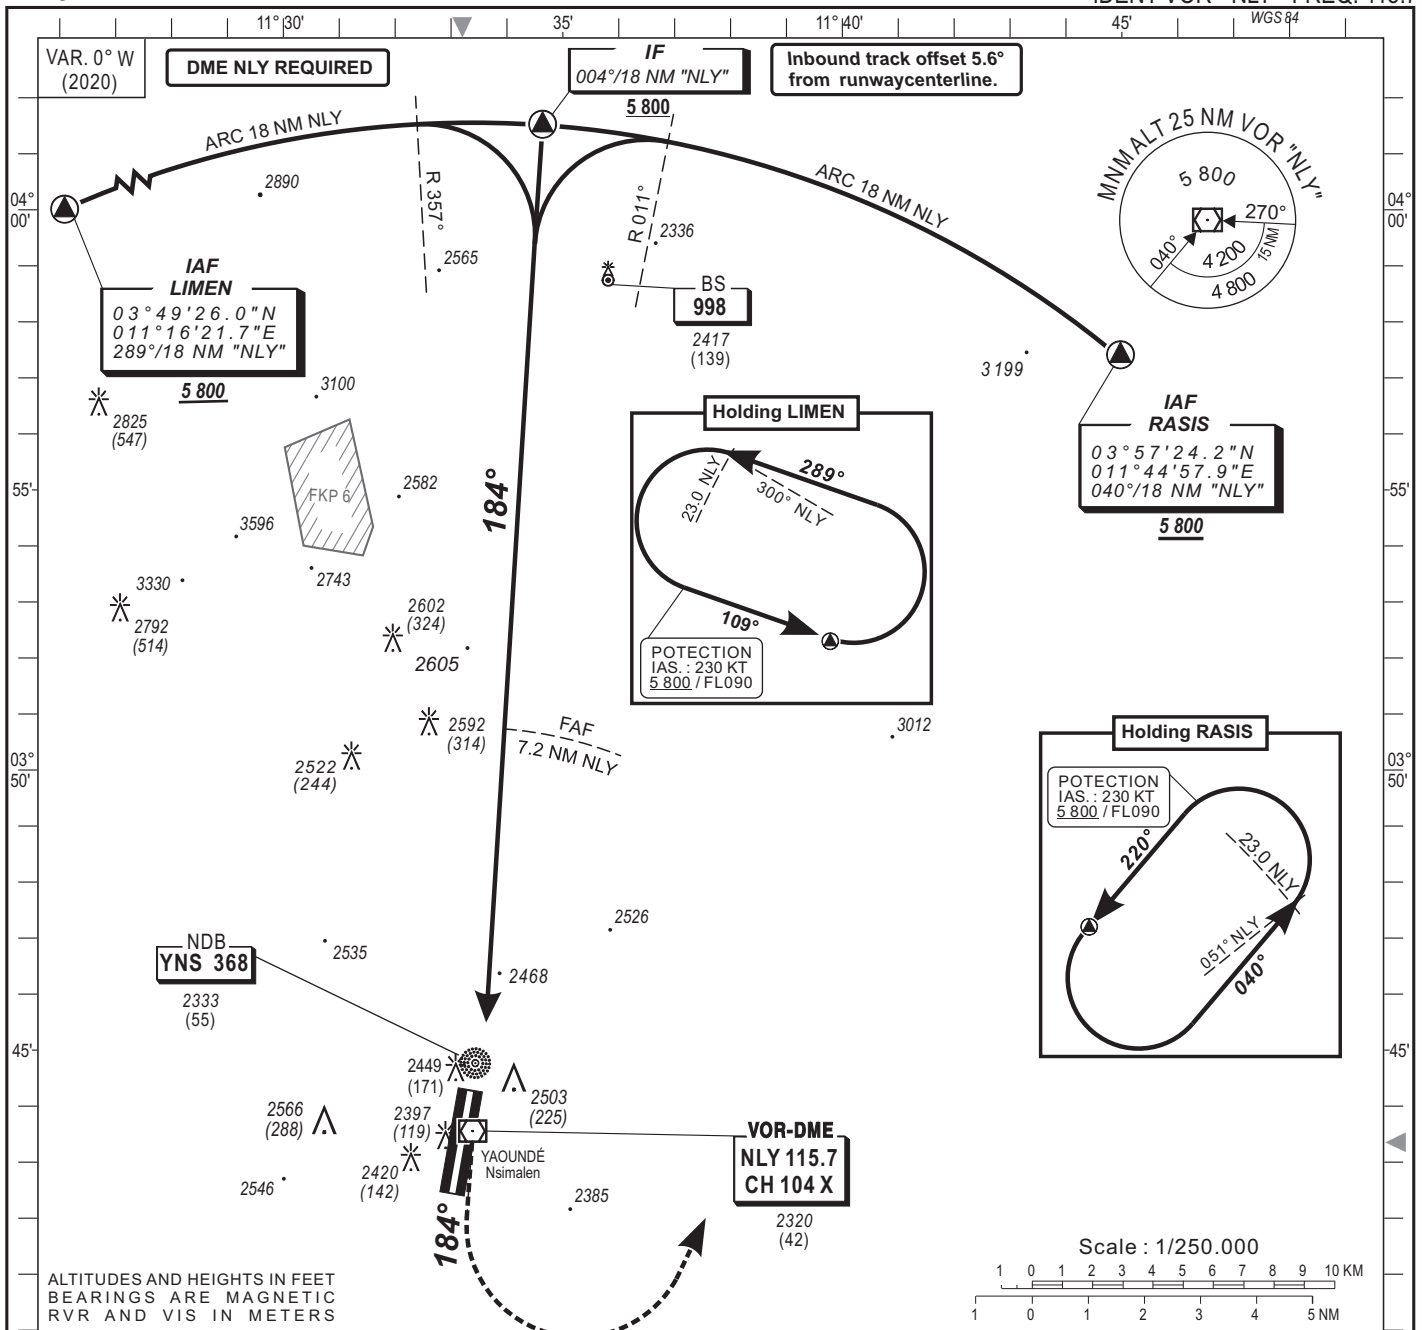 11° 30'
35'
11° 40'
45'
WGS 84
VAR. 0° W
(2020)
DME NLY REQUIRED
IF
004°/18 NM "NLY"
5 800
Inbound track offset 5.6°
from runwaycenterline.
ARC 18 NM NLY
ARC 18 NM NLY
MNM ALT 25 NM VOR "NLY"
5 800
270°
040°
4 200
15 NM
4 800
04°
00'
04°
00'
2890
R 357°
2565
R 011°
2336
IAF
LIMEN
03°49'26.0"N
011°16'21.7"E
289°/18 NM "NLY"
5 800
BS
998
2417
(139)
3 199
IAF
RASIS
03°57'24.2"N
011°44'57.9"E
040°/18 NM "NLY"
5 800
3100
2825
(547)
FKP 6
2582
184°
Holding LIMEN
289°
300° NLY
23.0 NLY
109°
POTECTION
IAS. : 230 KT
5 800 / FL090
55'
55'
3596
3330
2743
2792
(514)
2602
(324)
2605
2592
(314)
2522
(244)
FAF
7.2 NM NLY
3012
Holding RASIS
POTECTION
IAS. : 230 KT
5 800 / FL090
220°
23.0 NLY
051° NLY
040°
03°
50'
03°
50'
2526
NDB
YNS 368
2333
(55)
2535
2468
45'
45'
2449
(171)
2503
(225)
2566
(288)
2397
(119)
2420
(142)
2546
YAOUNDÉ
Nsimalen
VOR-DME
NLY 115.7
CH 104 X
2320
(42)
2385
184°
ALTITUDES AND HEIGHTS IN FEET
BEARINGS ARE MAGNETIC
RVR AND VIS IN METERS
Scale : 1/250.000
1 0 1 2 3 4 5 6 7 8 9 10 KM
1 0 1 2 3 4 5 NM